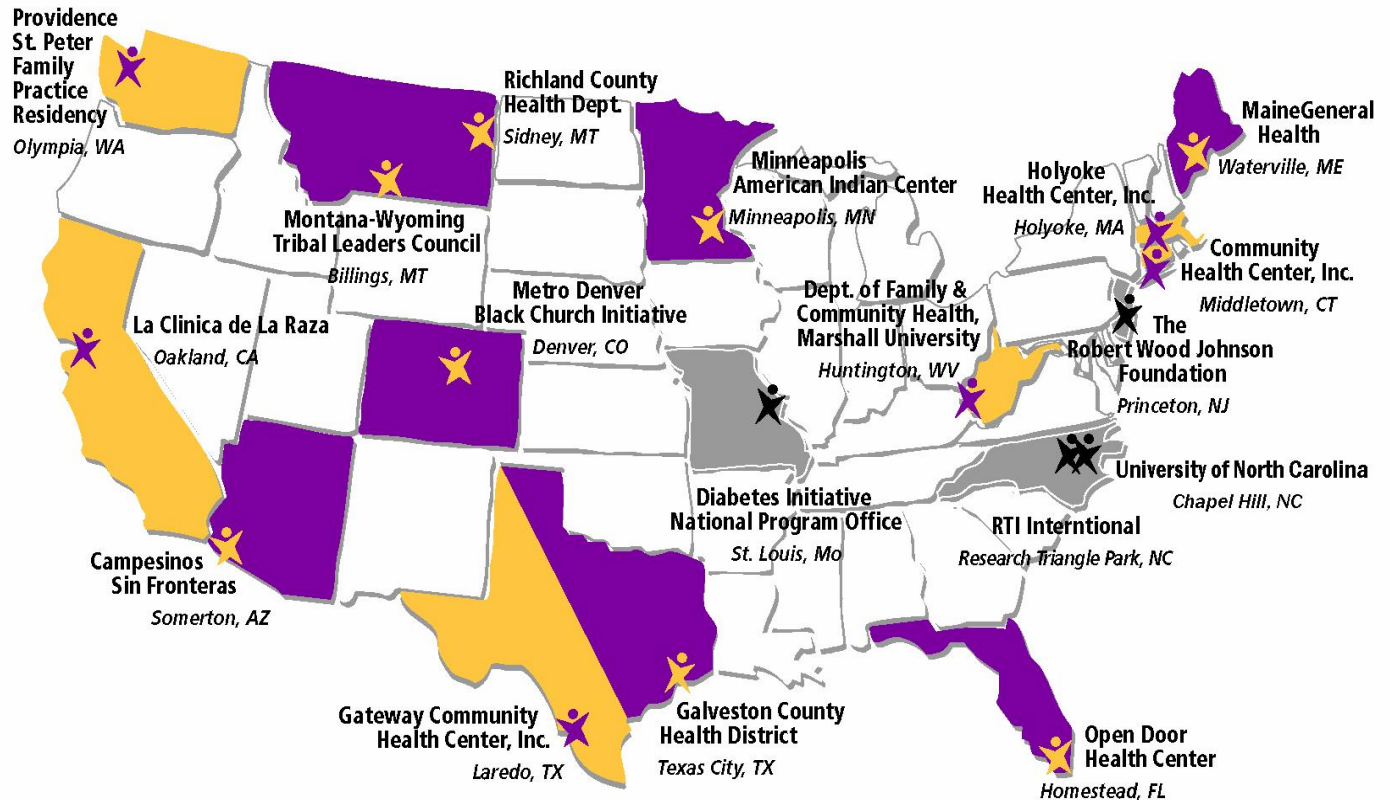 Providence
St. Peter
Family
Practice
Residency
Olympia, WA
Richland County
Health Dept.
Sidney, MT
Montana-Wyoming
Tribal Leaders Council
Billings, MT
Minneapolis
American Indian Center
Minneapolis, MN
MaineGeneral
Health
Waterville, ME
Holyoke
Health Center, Inc.
Holyoke, MA
Community
Health Center, Inc.
Middletown, CT
La Clinica de La Raza
Oakland, CA
Metro Denver
Black Church Initiative
Denver, CO
Dept. of Family &
Community Health,
Marshall University
Huntington, WV
The
Robert Wood Johnson
Foundation
Princeton, NJ
University of North Carolina
Chapel Hill, NC
Diabetes Initiative
National Program Office
St. Louis, Mo
RTI Interntional
Research Triangle Park, NC
Campesinos
Sin Fronteras
Somerton, AZ
Gateway Community
Health Center, Inc.
Laredo, TX
Galveston County
Health District
Texas City, TX
Open Door
Health Center
Homestead, FL